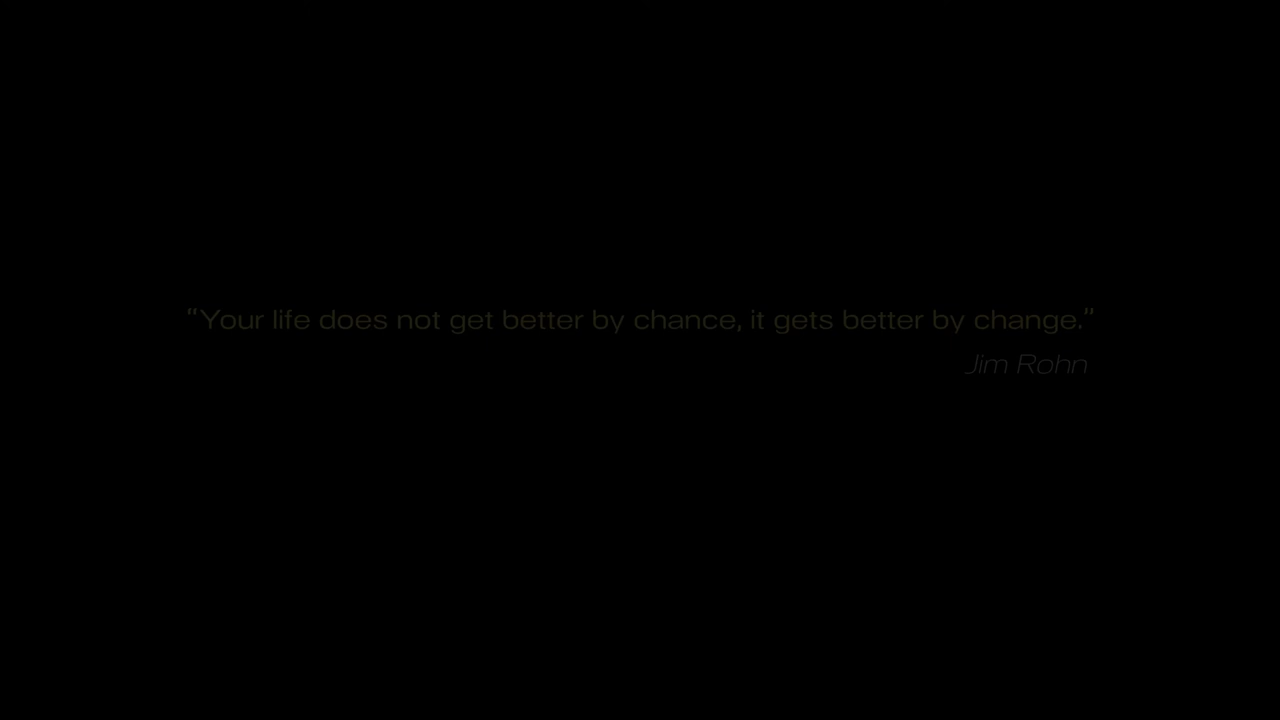 "Your life does not get better by chance, it gets better by change."
Jim Rohn